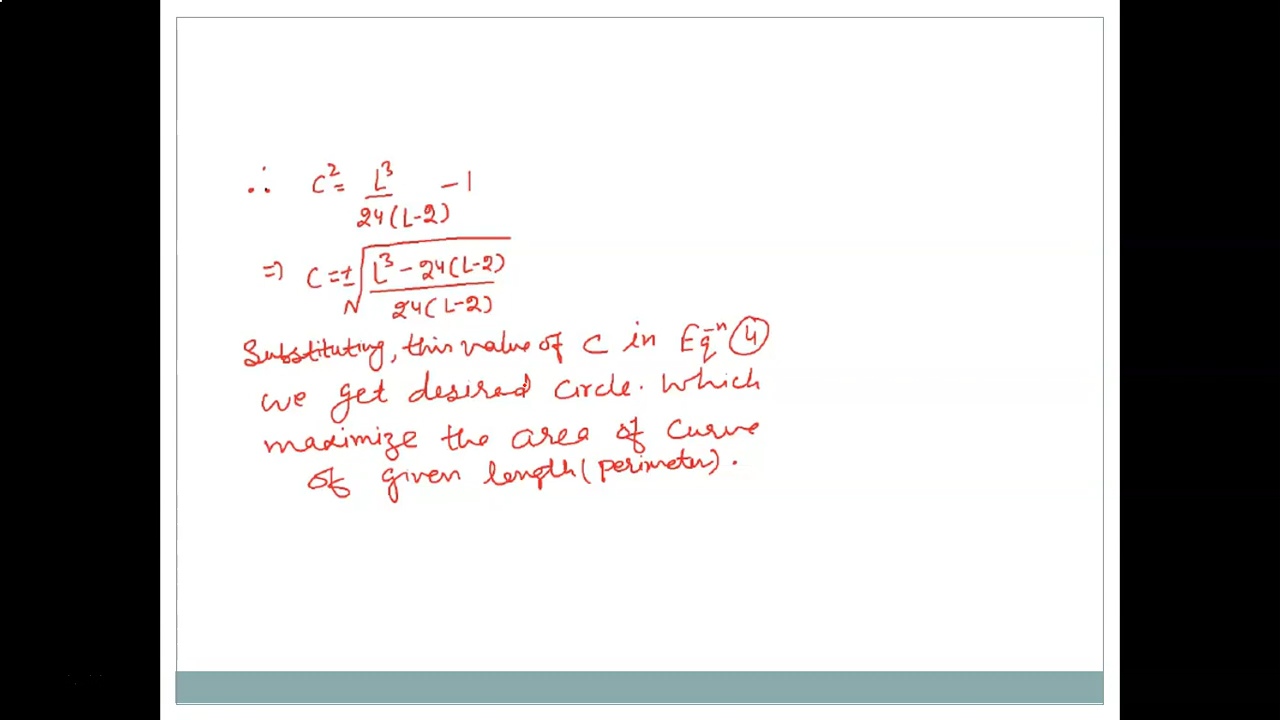 ∴ C² = L³/24(L-2) - 1
⇒ C = ± √(L³ - 24(L-2)/24(L-2))
Substituting, this value of C in Eq-n ④
we get desired circle. which
maximize the area of curve
of given length (perimeter).